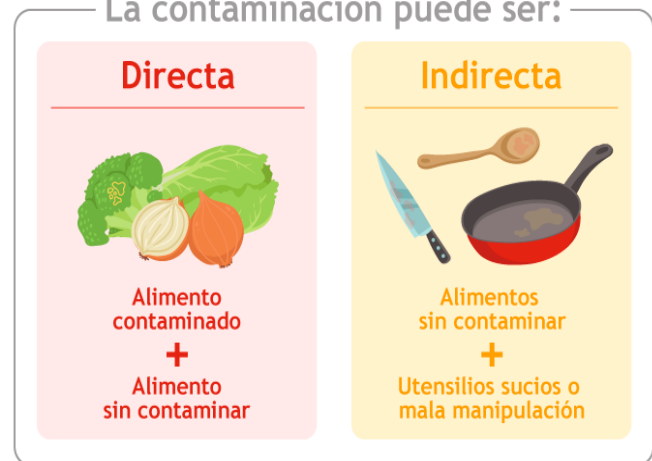 La contaminación puede ser:
Directa
Alimento
contaminado
+
Alimento
sin contaminar
Indirecta
Alimentos
sin contaminar
+
Utensilios sucios o
mala manipulación